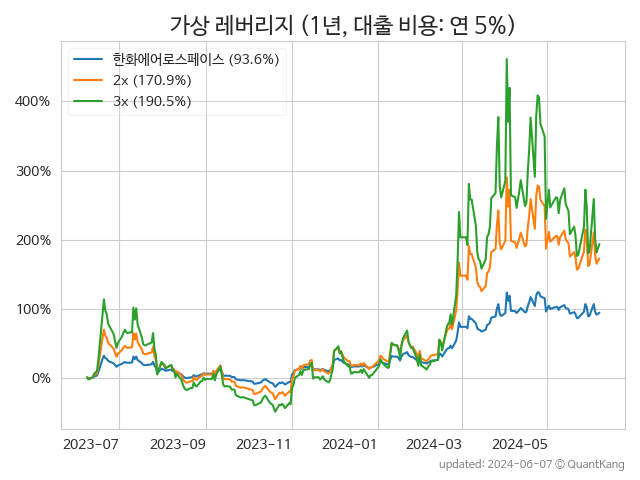 가상 레버리지 (1년, 대출 비용: 연 5%)
한화에어로스페이스 (93.6%)
2x (170.9%)
3x (190.5%)
400%
300%
200%
100%
0%
2023-07
2023-09
2023-11
2024-01
2024-03
2024-05
updated: 2024-06-07 © QuantKang